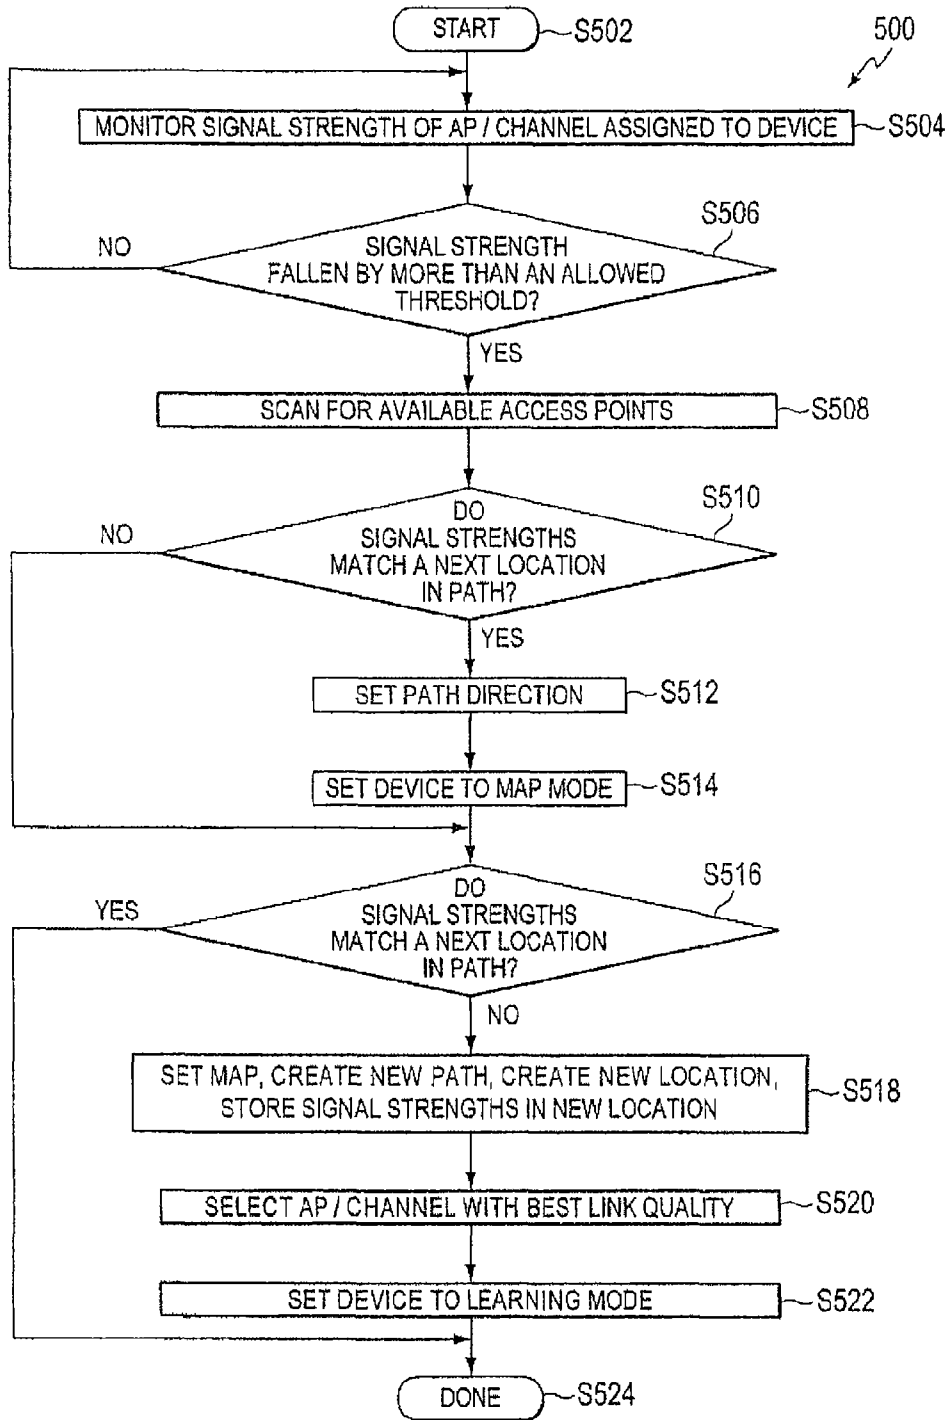 START
S502
500
MONITOR SIGNAL STRENGTH OF AP / CHANNEL ASSIGNED TO DEVICE
S504
S506
NO
SIGNAL STRENGTH
FALLEN BY MORE THAN AN ALLOWED
THRESHOLD?
YES
SCAN FOR AVAILABLE ACCESS POINTS
S508
S510
NO
DO
SIGNAL STRENGTHS
MATCH A NEXT LOCATION
IN PATH?
YES
SET PATH DIRECTION
S512
SET DEVICE TO MAP MODE
S514
S516
YES
DO
SIGNAL STRENGTHS
MATCH A NEXT LOCATION
IN PATH?
NO
SET MAP, CREATE NEW PATH, CREATE NEW LOCATION,
STORE SIGNAL STRENGTHS IN NEW LOCATION
S518
SELECT AP / CHANNEL WITH BEST LINK QUALITY
S520
SET DEVICE TO LEARNING MODE
S522
DONE
S524